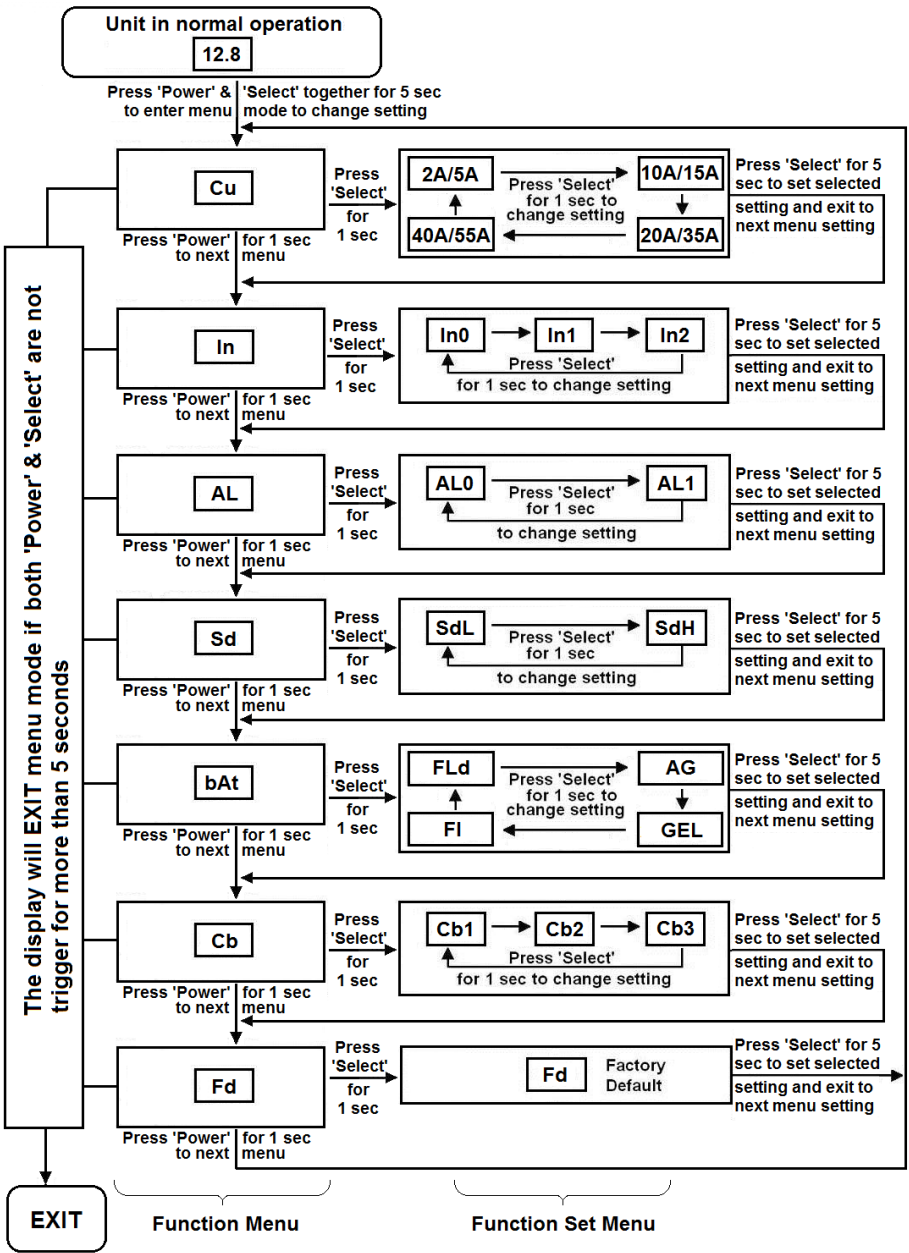 Unit in normal operation
12.8
Press 'Power' & 'Select' together for 5 sec
to enter menu mode to change setting
Cu
Press
'Select'
for
1 sec
2A/5A
10A/15A
Press 'Select'
for 1 sec to
change setting
40A/55A
20A/35A
Press 'Select' for 5
sec to set selected
setting and exit to
next menu setting
Press 'Power' for 1 sec
to next menu
In
Press
'Select'
for
1 sec
In0
In1
In2
Press 'Select'
for 1 sec to change setting
Press 'Select' for 5
sec to set selected
setting and exit to
next menu setting
Press 'Power' for 1 sec
to next menu
AL
Press
'Select'
for
1 sec
AL0
AL1
Press 'Select'
for 1 sec
to change setting
Press 'Select' for 5
sec to set selected
setting and exit to
next menu setting
Press 'Power' for 1 sec
to next menu
Sd
Press
'Select'
for
1 sec
SdL
SdH
Press 'Select'
for 1 sec
to change setting
Press 'Select' for 5
sec to set selected
setting and exit to
next menu setting
Press 'Power' for 1 sec
to next menu
bAt
Press
'Select'
for
1 sec
FLd
AG
Press 'Select'
for 1 sec to
change setting
FI
GEL
Press 'Select' for 5
sec to set selected
setting and exit to
next menu setting
Press 'Power' for 1 sec
to next menu
Cb
Press
'Select'
for
1 sec
Cb1
Cb2
Cb3
Press 'Select'
for 1 sec to change setting
Press 'Select' for 5
sec to set selected
setting and exit to
next menu setting
Press 'Power' for 1 sec
to next menu
Fd
Press
'Select'
for
1 sec
Fd
Factory
Default
Press 'Select' for 5
sec to set selected
setting and exit to
next menu setting
Press 'Power' for 1 sec
to next menu
The display will EXIT menu mode if both 'Power' & 'Select' are not
trigger for more than 5 seconds
EXIT
Function Menu
Function Set Menu